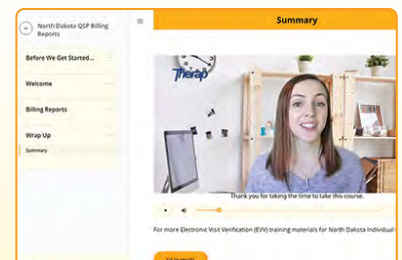 North Dakota QSP Billing
Reports
Before We Get Started...
Welcome
Billing Reports
Wrap Up
Summary
Summary
Therap
Thank you for taking the time to take this course.
For more Electronic Visit Verification (EVV) training materials for North Dakota Individual